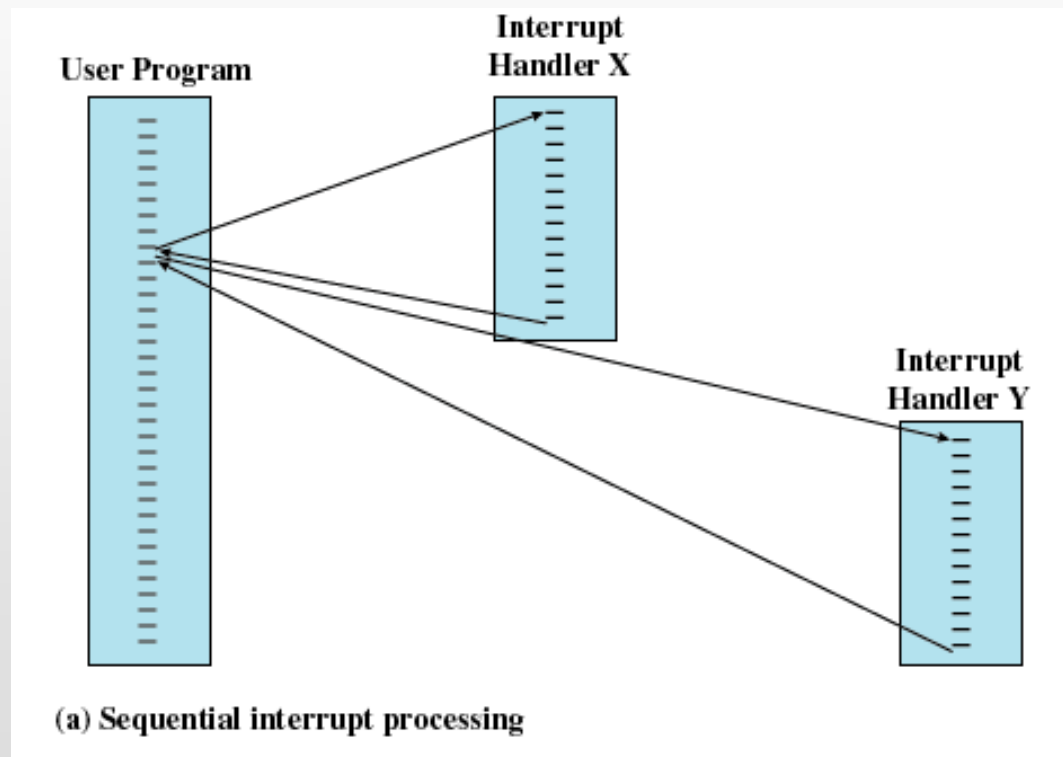 User Program
Interrupt
Handler X
Interrupt
Handler Y
(a) Sequential interrupt processing